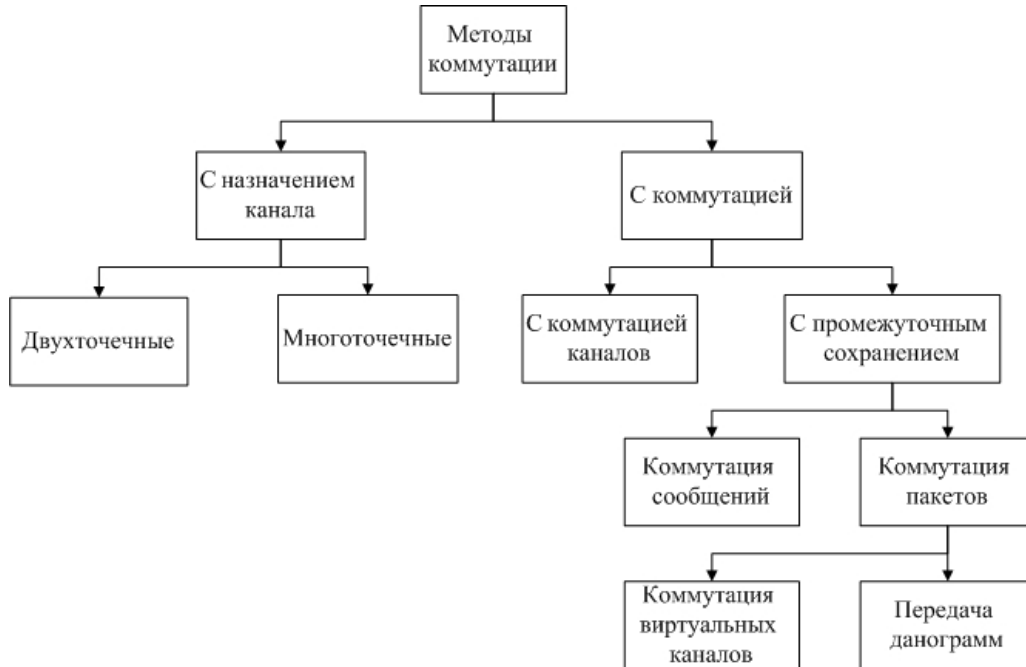 Методы
коммутации
С назначением
канала
С коммутацией
Двухточечные
Многоточечные
С коммутацией
каналов
С промежуточным
сохранением
Коммутация
сообщений
Коммутация
пакетов
Коммутация
виртуальных
каналов
Передача
данограмм